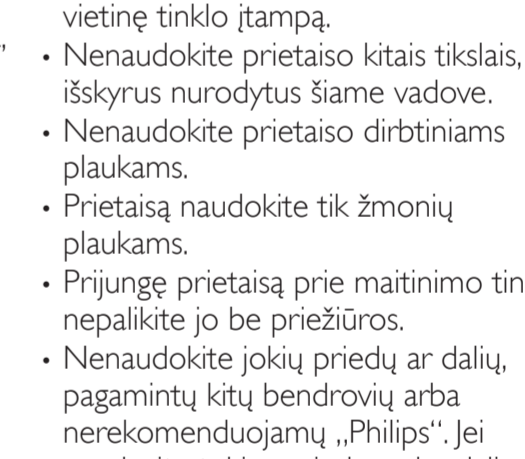 vietinę tinklo įtampą.
” • Nenaudokite prietaiso kitais tikslais,
išskyrus nurodytus šiame vadove.
• Nenaudokite prietaiso dirbtiniams
plaukams.
• Prietaisą naudokite tik žmonių
plaukams.
• Prijungę prietaisą prie maitinimo tin
nepalikite jo be priežiūros.
• Nenaudokite jokių priedų ar dalių,
pagamintų kitų bendrovių arba
nerekomenduojamų „Philips“. Jei